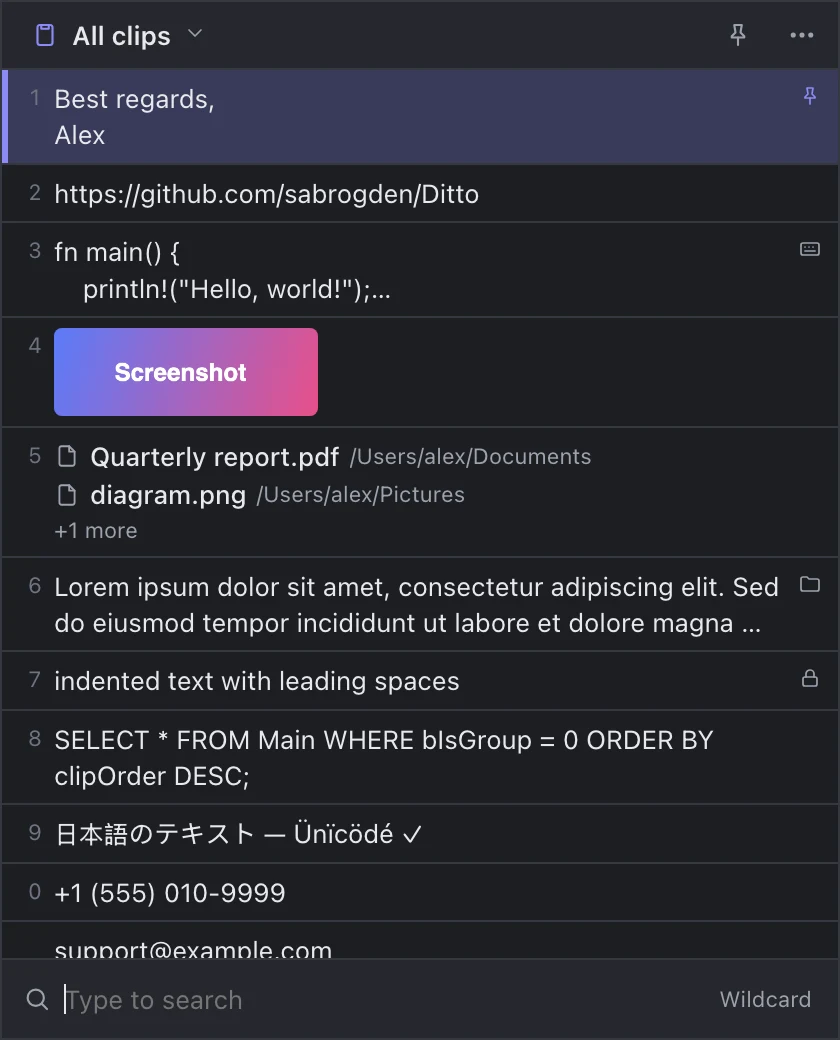 All clips
1 Best regards,
Alex
2 https://github.com/sabrogden/Ditto
3 fn main() {
    println!("Hello, world!");...
4 Screenshot
5 Quarterly report.pdf /Users/alex/Documents
diagram.png /Users/alex/Pictures
+1 more
6 Lorem ipsum dolor sit amet, consectetur adipiscing elit. Sed
do eiusmod tempor incididunt ut labore et dolore magna ...
7 indented text with leading spaces
8 SELECT * FROM Main WHERE bIsGroup = 0 ORDER BY
clipOrder DESC;
9 日本語のテキスト — Ünïcödé ✓
0 +1 (555) 010-9999
support@example.com
Type to search Wildcard